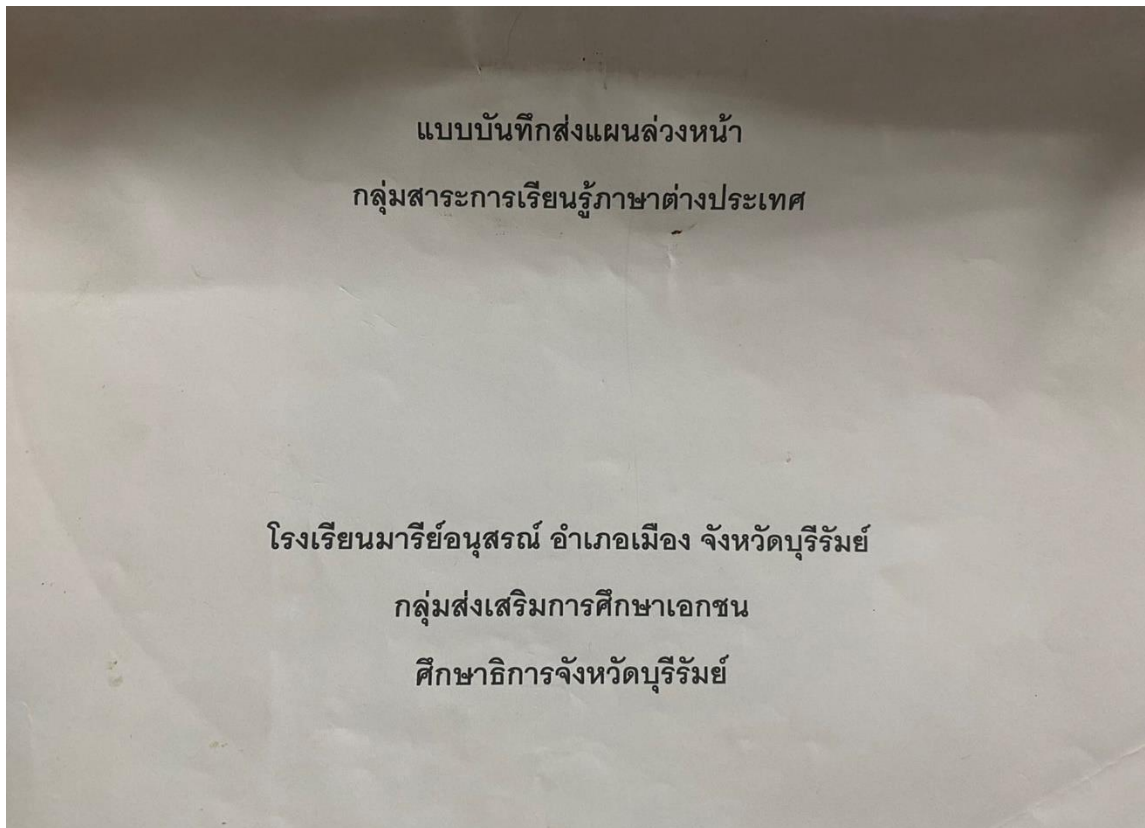 แบบบันทึกส่งแผนล่วงหน้า
กลุ่มสาระการเรียนรู้ภาษาต่างประเทศ
โรงเรียนมารีย์อนุสรณ์ อำเภอเมือง จังหวัดบุรีรัมย์
กลุ่มส่งเสริมการศึกษาเอกชน
ศึกษาธิการจังหวัดบุรีรัมย์